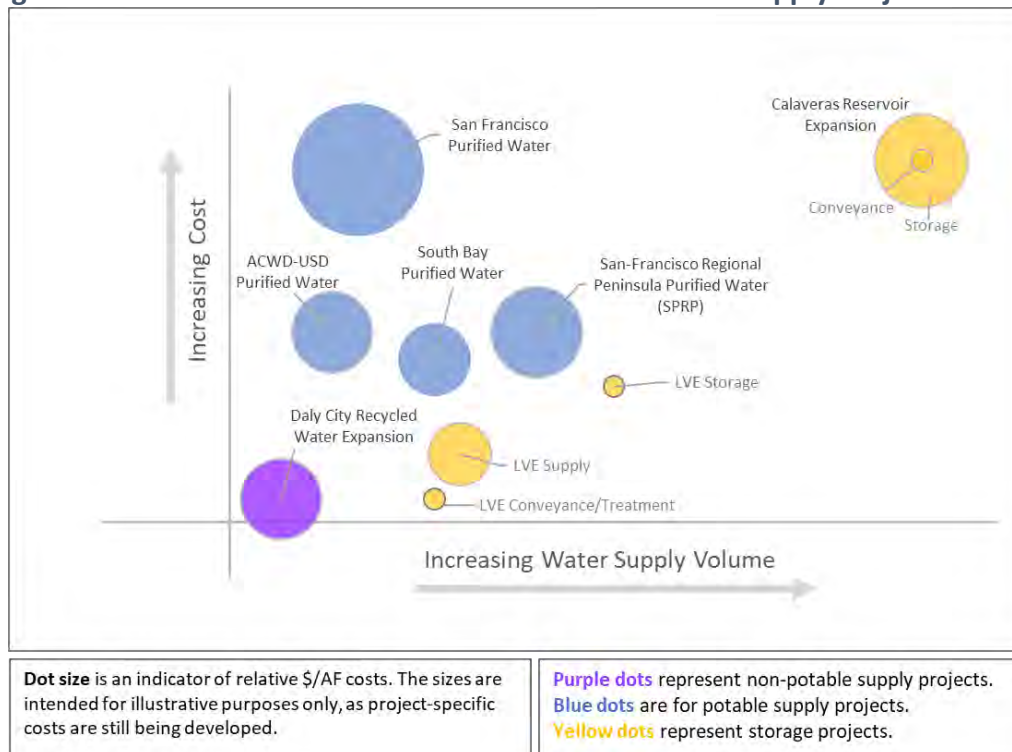 San Francisco
Purified Water
Calaveras Reservoir
Expansion
Conveyance
Storage
Increasing Cost
ACWD-USD
Purified Water
South Bay
Purified Water
San-Francisco Regional
Peninsula Purified Water
(SPRP)
LVE Storage
Daly City Recycled
Water Expansion
LVE Supply
LVE Conveyance/Treatment
Increasing Water Supply Volume
Dot size is an indicator of relative $/AF costs. The sizes are
intended for illustrative purposes only, as project-specific
costs are still being developed.
Purple dots represent non-potable supply projects.
Blue dots are for potable supply projects.
Yellow dots represent storage projects.